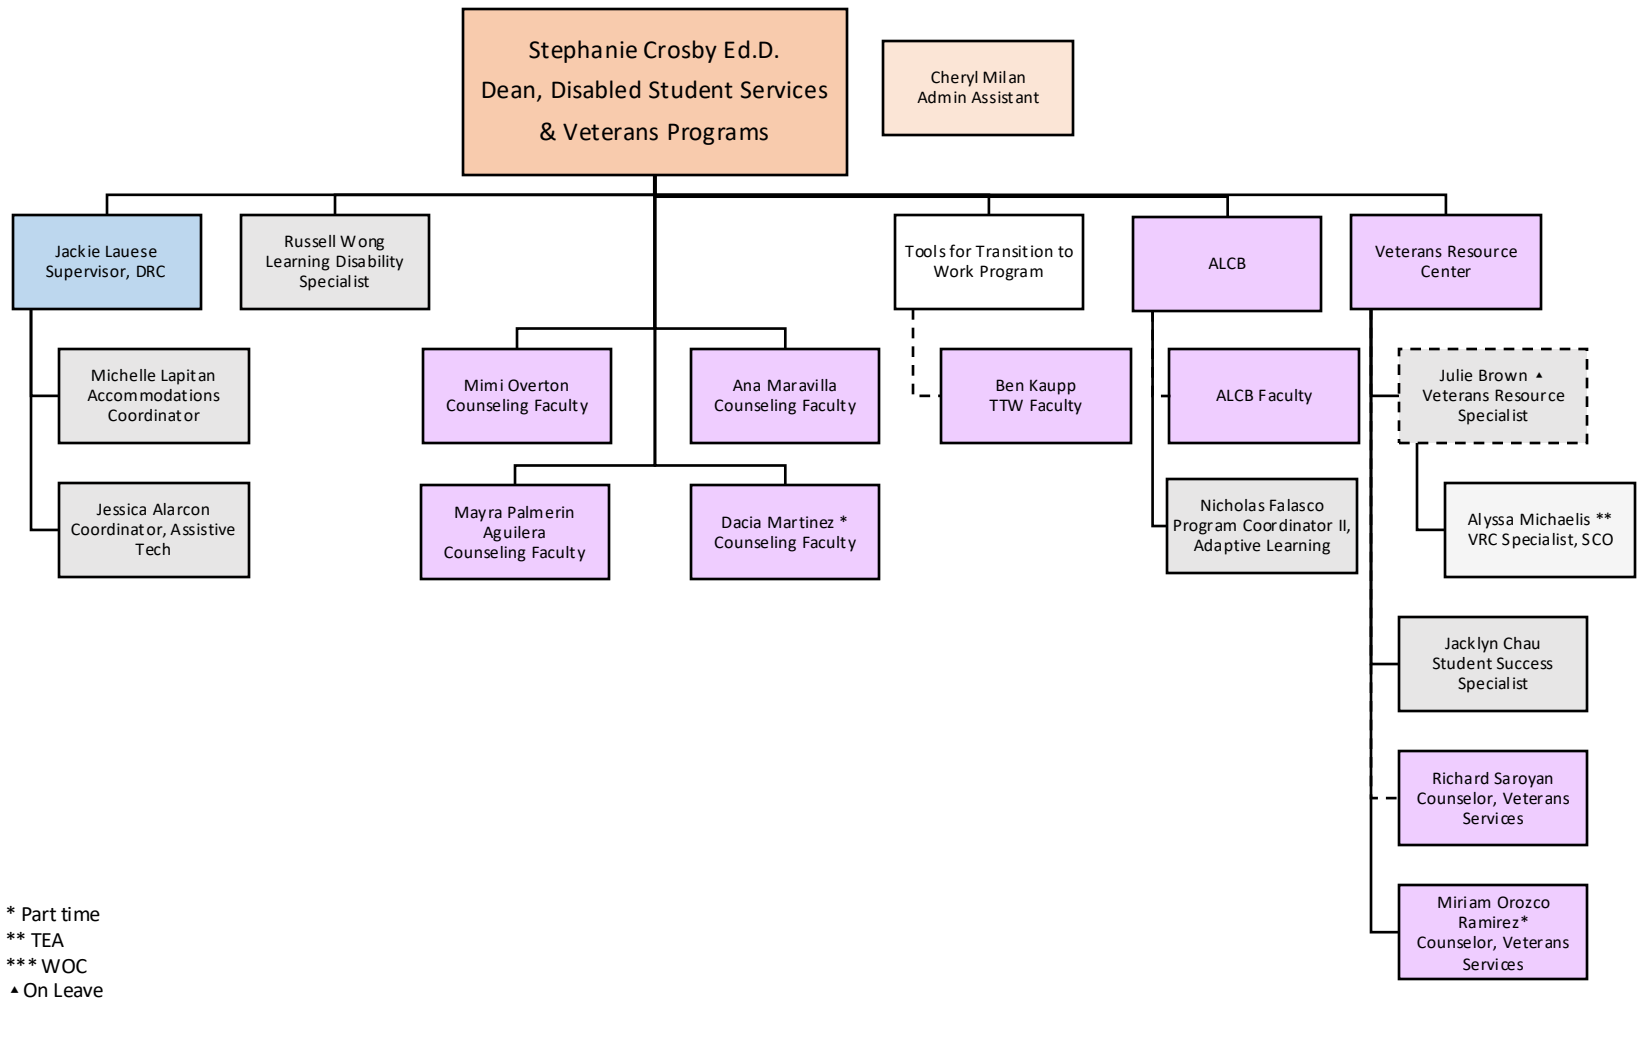 Stephanie Crosby Ed.D.
Dean, Disabled Student Services
& Veterans Programs
Cheryl Milan
Admin Assistant
Jackie Lauese
Supervisor, DRC
Russell Wong
Learning Disability
Specialist
Tools for Transition to
Work Program
ALCB
Veterans Resource
Center
Michelle Lapitan
Accommodations
Coordinator
Mimi Overton
Counseling Faculty
Ana Maravilla
Counseling Faculty
Ben Kaupp
TTW Faculty
ALCB Faculty
Julie Brown ▲
Veterans Resource
Specialist
Jessica Alarcon
Coordinator, Assistive
Tech
Mayra Palmerin
Aguilera
Counseling Faculty
Dacia Martinez *
Counseling Faculty
Nicholas Falasco
Program Coordinator II,
Adaptive Learning
Alyssa Michaelis **
VRC Specialist, SCO
Jacklyn Chau
Student Success
Specialist
Richard Saroyan
Counselor, Veterans
Services
Miriam Orozco
Ramirez*
Counselor, Veterans
Services
* Part time
** TEA
*** WOC
▲ On Leave